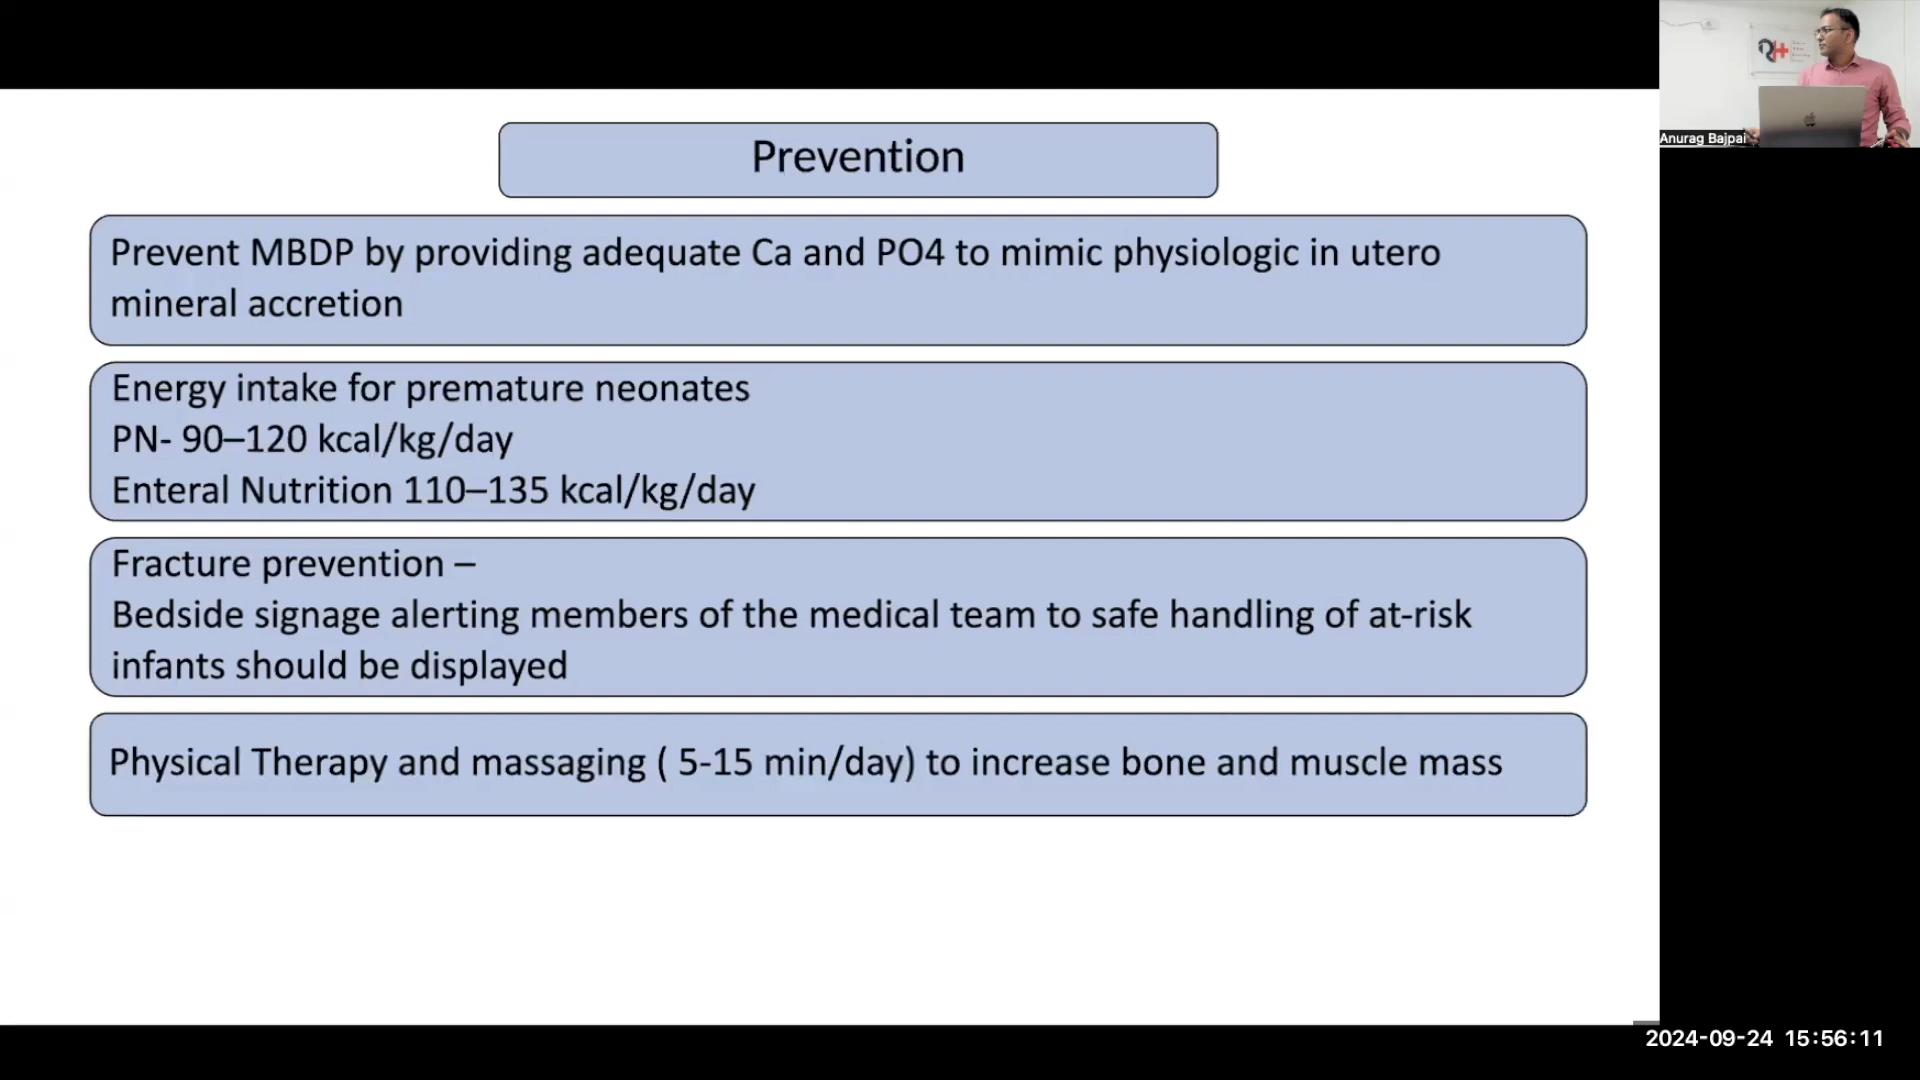 Prevention
Prevent MBDP by providing adequate Ca and PO4 to mimic physiologic in utero
mineral accretion
Energy intake for premature neonates
PN- 90–120 kcal/kg/day
Enteral Nutrition 110–135 kcal/kg/day
Fracture prevention –
Bedside signage alerting members of the medical team to safe handling of at-risk
infants should be displayed
Physical Therapy and massaging ( 5-15 min/day) to increase bone and muscle mass
Anurag Bajpai
2024-09-24 15:56:11